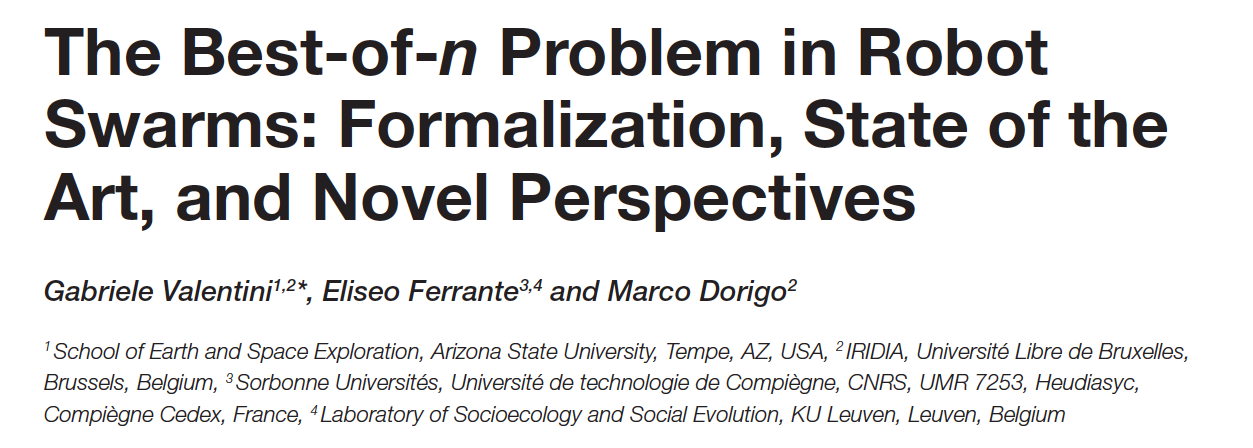 The Best-of-n Problem in Robot
Swarms: Formalization, State of the
Art, and Novel Perspectives
Gabriele Valentini1,2*, Eliseo Ferrante3,4 and Marco Dorigo2
1 School of Earth and Space Exploration, Arizona State University, Tempe, AZ, USA, 2 IRIDIA, Université Libre de Bruxelles,
Brussels, Belgium, 3 Sorbonne Universités, Université de technologie de Compiègne, CNRS, UMR 7253, Heudiasyc,
Compiègne Cedex, France, 4 Laboratory of Socioecology and Social Evolution, KU Leuven, Leuven, Belgium